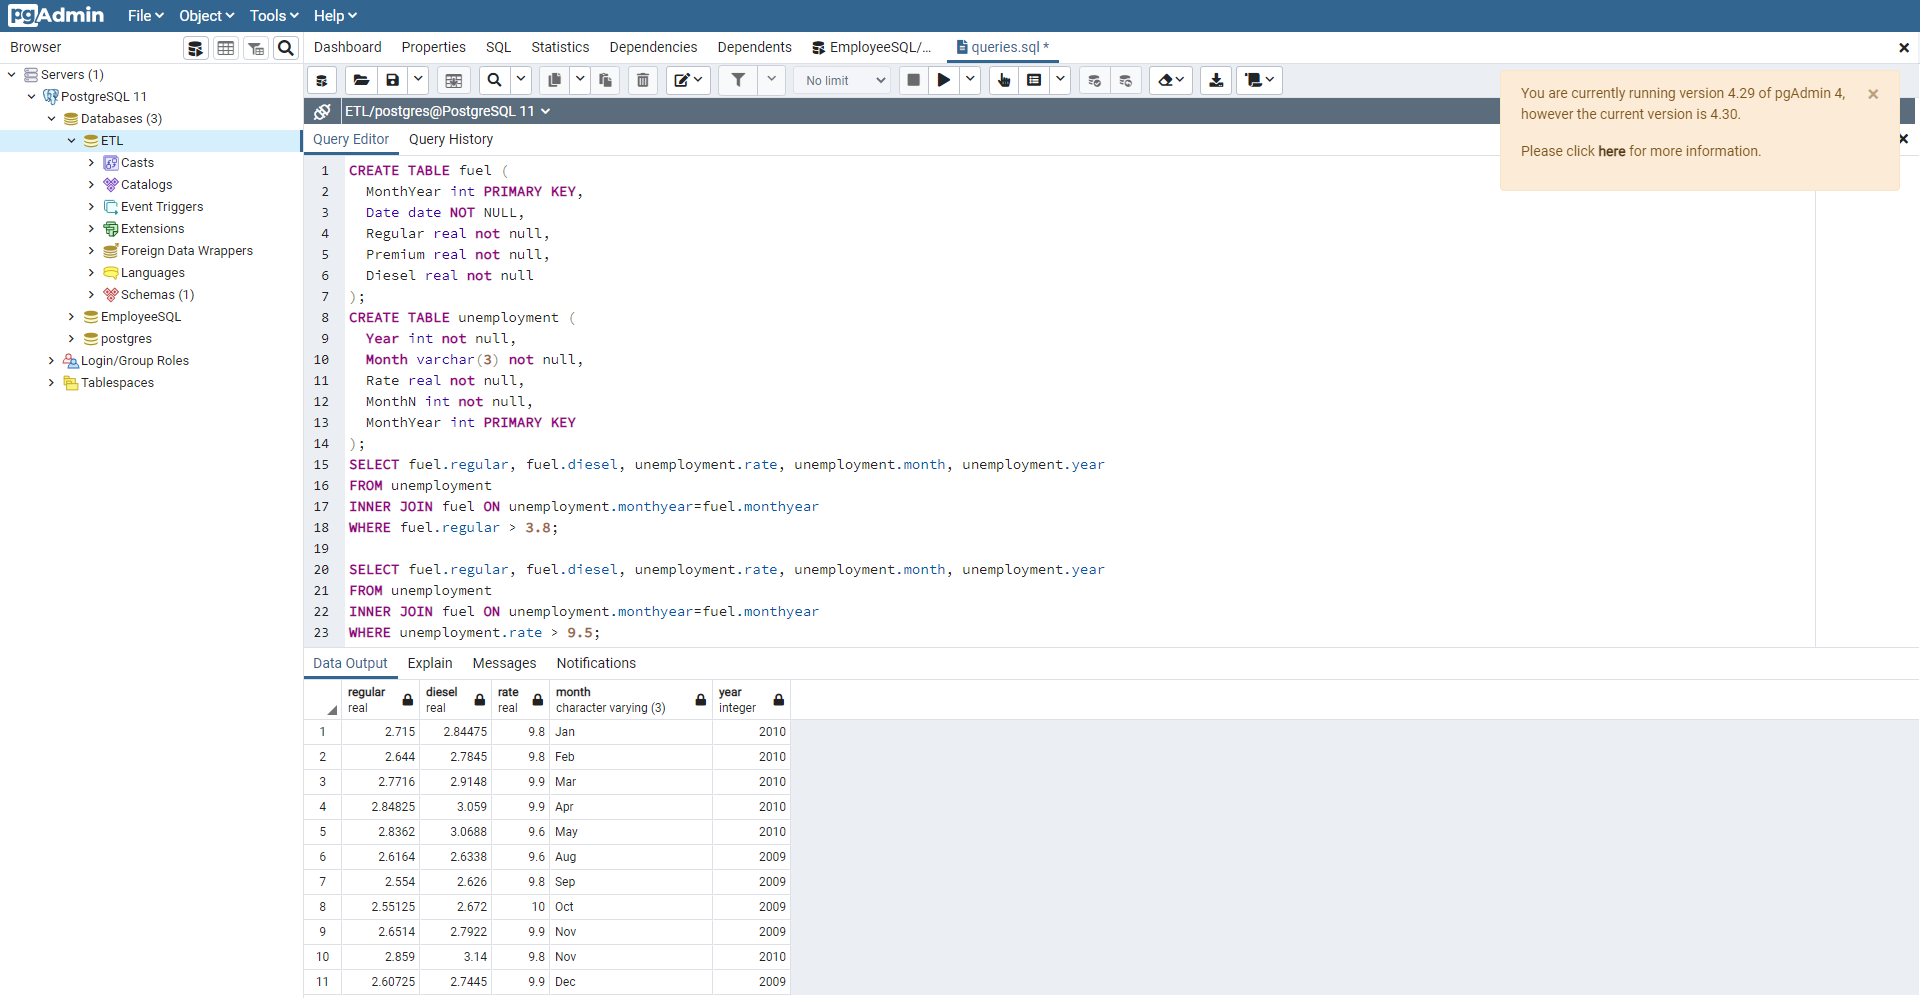 pgAdmin File Object Tools Help
Browser
Dashboard Properties SQL Statistics Dependencies Dependents EmployeeSQL/... queries.sql *
Servers (1)
PostgreSQL 11
Databases (3)
ETL
Casts
Catalogs
Event Triggers
Extensions
Foreign Data Wrappers
Languages
Schemas (1)
EmployeeSQL
postgres
Login/Group Roles
Tablespaces
No limit
ETL/postgres@PostgreSQL 11
You are currently running version 4.29 of pgAdmin 4,
however the current version is 4.30.
Please click here for more information.
Query Editor Query History
1 CREATE TABLE fuel (
2 MonthYear int PRIMARY KEY,
3 Date date NOT NULL,
4 Regular real not null,
5 Premium real not null,
6 Diesel real not null
7 );
8 CREATE TABLE unemployment (
9 Year int not null,
10 Month varchar(3) not null,
11 Rate real not null,
12 MonthN int not null,
13 MonthYear int PRIMARY KEY
14 );
15 SELECT fuel.regular, fuel.diesel, unemployment.rate, unemployment.month, unemployment.year
16 FROM unemployment
17 INNER JOIN fuel ON unemployment.monthyear=fuel.monthyear
18 WHERE fuel.regular > 3.8;
19
20 SELECT fuel.regular, fuel.diesel, unemployment.rate, unemployment.month, unemployment.year
21 FROM unemployment
22 INNER JOIN fuel ON unemployment.monthyear=fuel.monthyear
23 WHERE unemployment.rate > 9.5;
Data Output Explain Messages Notifications
regular diesel rate month year
real real real character varying (3) integer
1 2.715 2.84475 9.8 Jan 2010
2 2.644 2.7845 9.8 Feb 2010
3 2.7716 2.9148 9.9 Mar 2010
4 2.84825 3.059 9.9 Apr 2010
5 2.8362 3.0688 9.6 May 2010
6 2.6164 2.6338 9.6 Aug 2009
7 2.554 2.626 9.8 Sep 2009
8 2.55125 2.672 10 Oct 2009
9 2.6514 2.7922 9.9 Nov 2009
10 2.859 3.14 9.8 Nov 2010
11 2.60725 2.7445 9.9 Dec 2009